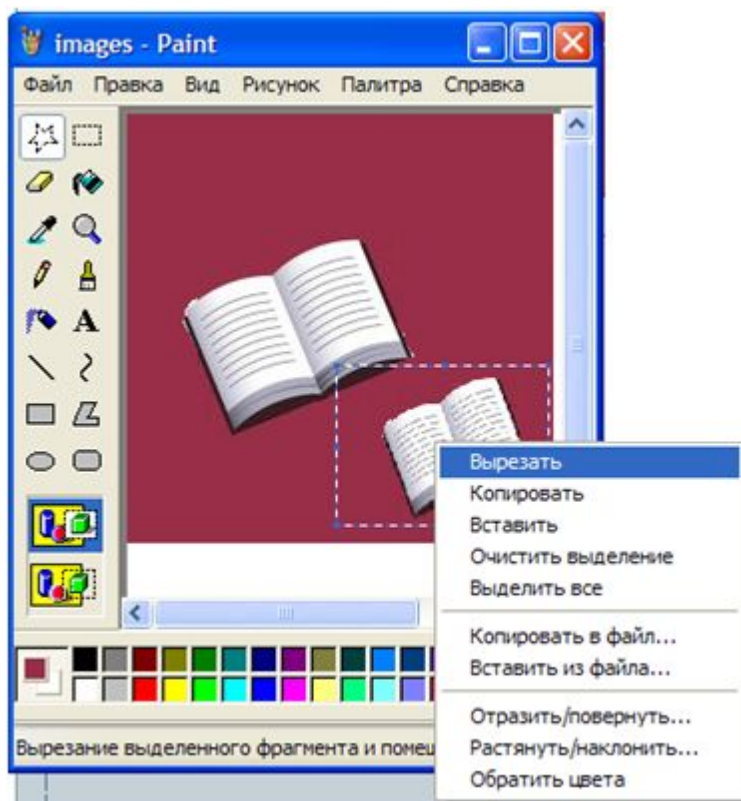 images - Paint
Файл Правка Вид Рисунок Палитра Справка
A
Вырезать
Копировать
Вставить
Очистить выделение
Выделить все
Копировать в файл...
Вставить из файла...
Отразить/повернуть...
Растянуть/наклонить...
Обратить цвета
Вырезание выделенного фрагмента и